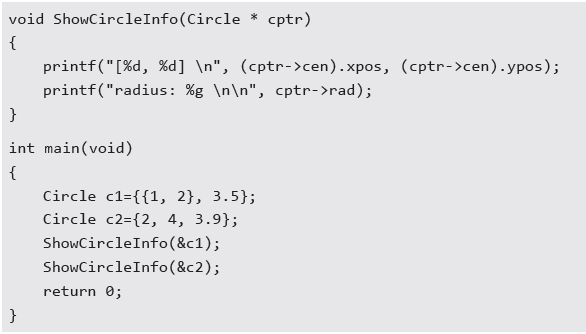 void ShowCircleInfo(Circle * cptr)
{
    printf("[%d, %d] \n", (cptr->cen).xpos, (cptr->cen).ypos);
    printf("radius: %g \n\n", cptr->rad);
}
int main(void)
{
    Circle c1={{1, 2}, 3.5};
    Circle c2={2, 4, 3.9};
    ShowCircleInfo(&c1);
    ShowCircleInfo(&c2);
    return 0;
}